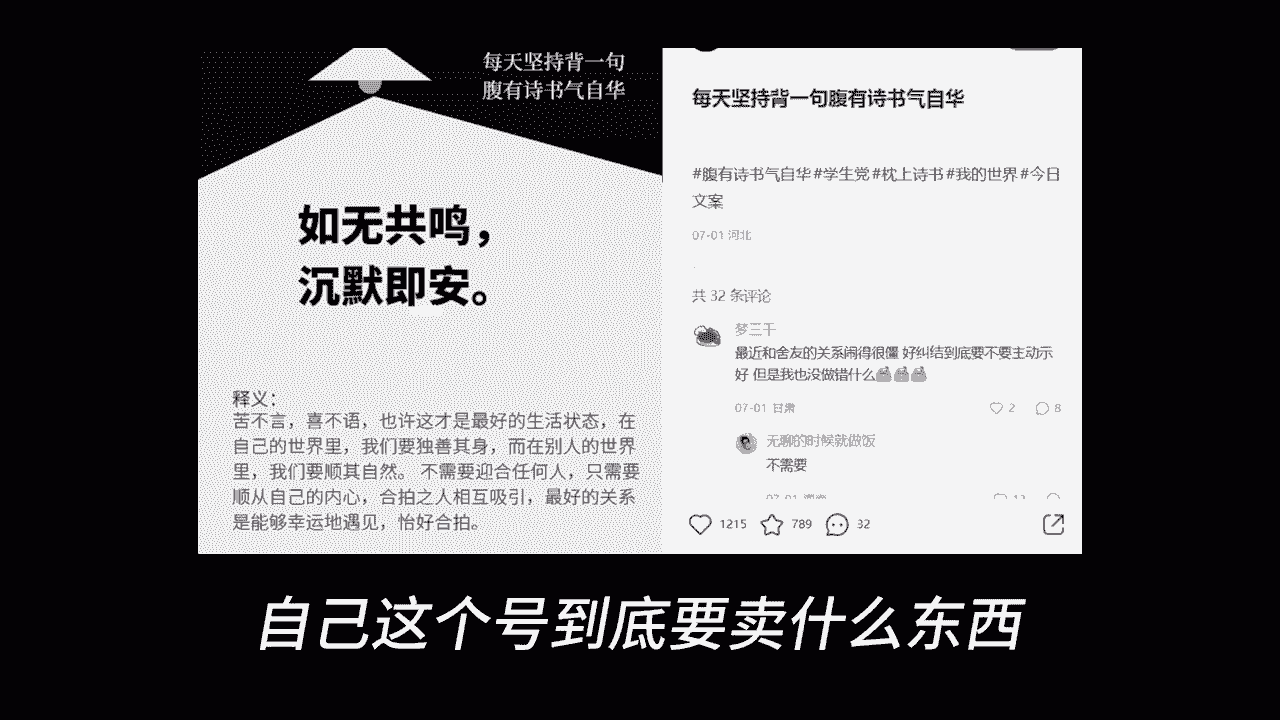 每天坚持背一句
腹有诗书气自华
如无共鸣，
沉默即安。
释义：
苦不言，喜不语，也许这才是最好的生活状态，在
自己的世界里，我们要独善其身，而在别人的世界
里，我们要顺其自然。 不需要迎合任何人，只需要
顺从自己的内心，合拍之人相互吸引，最好的关系
是能够幸运地遇见，恰好合拍。
每天坚持背一句腹有诗书气自华
#腹有诗书气自华#学生党#枕上诗书#我的世界#今日
文案
07-01 河北
共 32 条评论
梦三千
最近和舍友的关系闹得很僵 好纠结到底要不要主动示
好 但是我也没做错什么
07-01 甘肃
2
8
无聊的时候就做饭
不需要
07-01
1215
789
32
自己这个号到底要卖什么东西